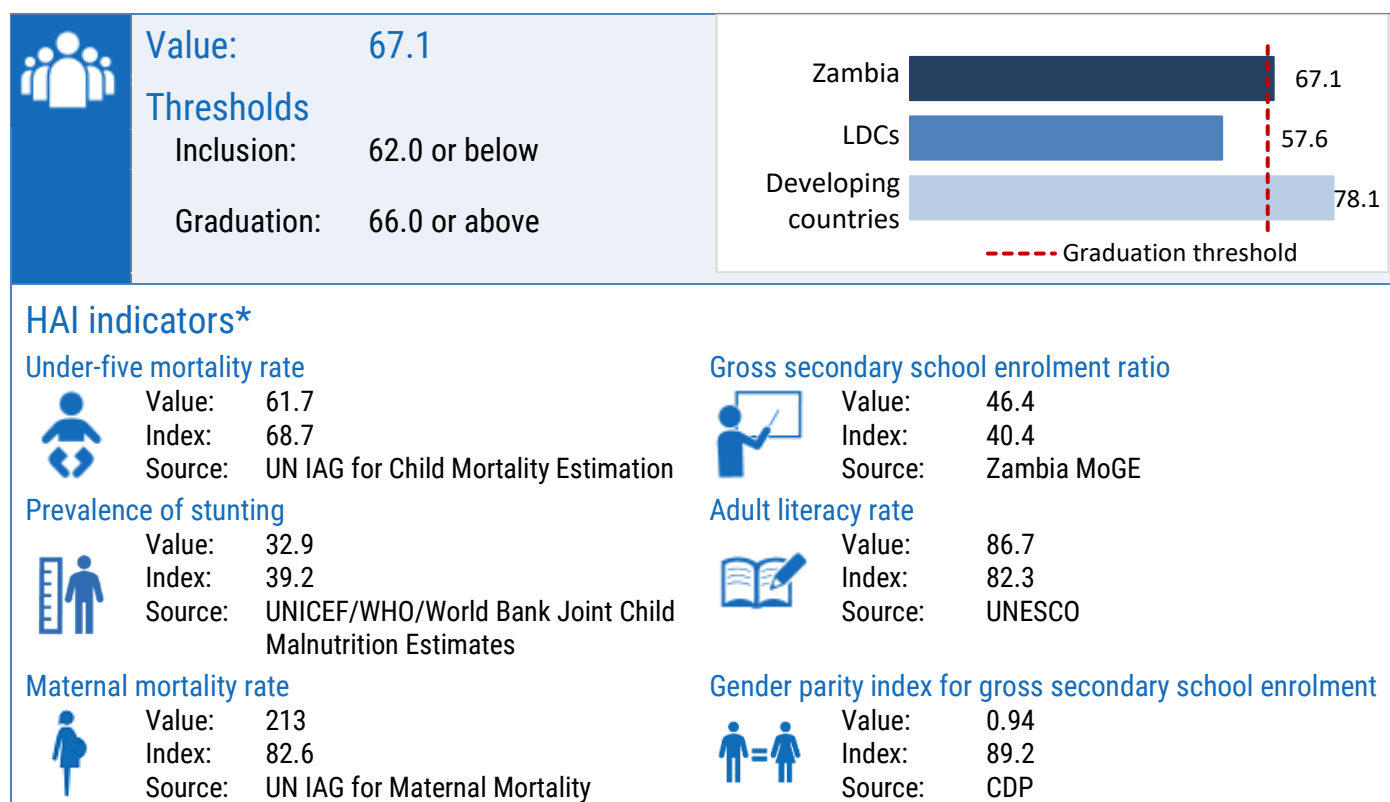 Value: 67.1
Thresholds
Inclusion: 62.0 or below
Graduation: 66.0 or above
Zambia 67.1
LDCs 57.6
Developing
countries 78.1
Graduation threshold
HAI indicators*
Under-five mortality rate
Value: 61.7
Index: 68.7
Source: UN IAG for Child Mortality Estimation
Prevalence of stunting
Value: 32.9
Index: 39.2
Source: UNICEF/WHO/World Bank Joint Child
Malnutrition Estimates
Maternal mortality rate
Value: 213
Index: 82.6
Source: UN IAG for Maternal Mortality
Gross secondary school enrolment ratio
Value: 46.4
Index: 40.4
Source: Zambia MoGE
Adult literacy rate
Value: 86.7
Index: 82.3
Source: UNESCO
Gender parity index for gross secondary school enrolment
Value: 0.94
Index: 89.2
Source: CDP